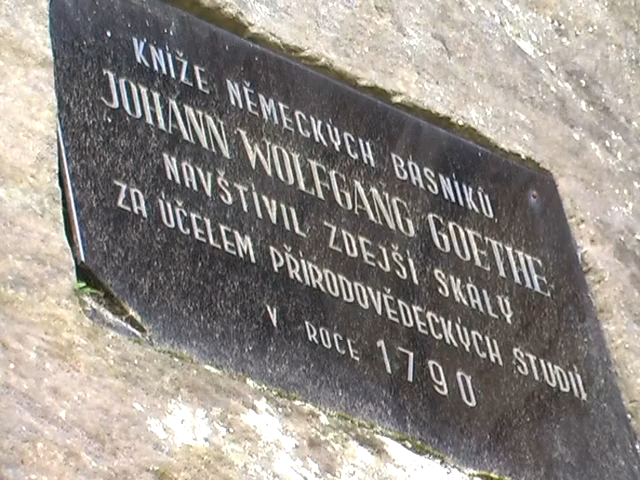 KNÍŽE NĚMECKÝCH BÁSNÍKŮ
JOHANN WOLFGANG GOETHE
NAVŠTÍVIL ZDEJŠÍ SKÁLY
ZA ÚČELEM PŘÍRODOVĚDECKÝCH STUDIÍ
V ROCE 1790